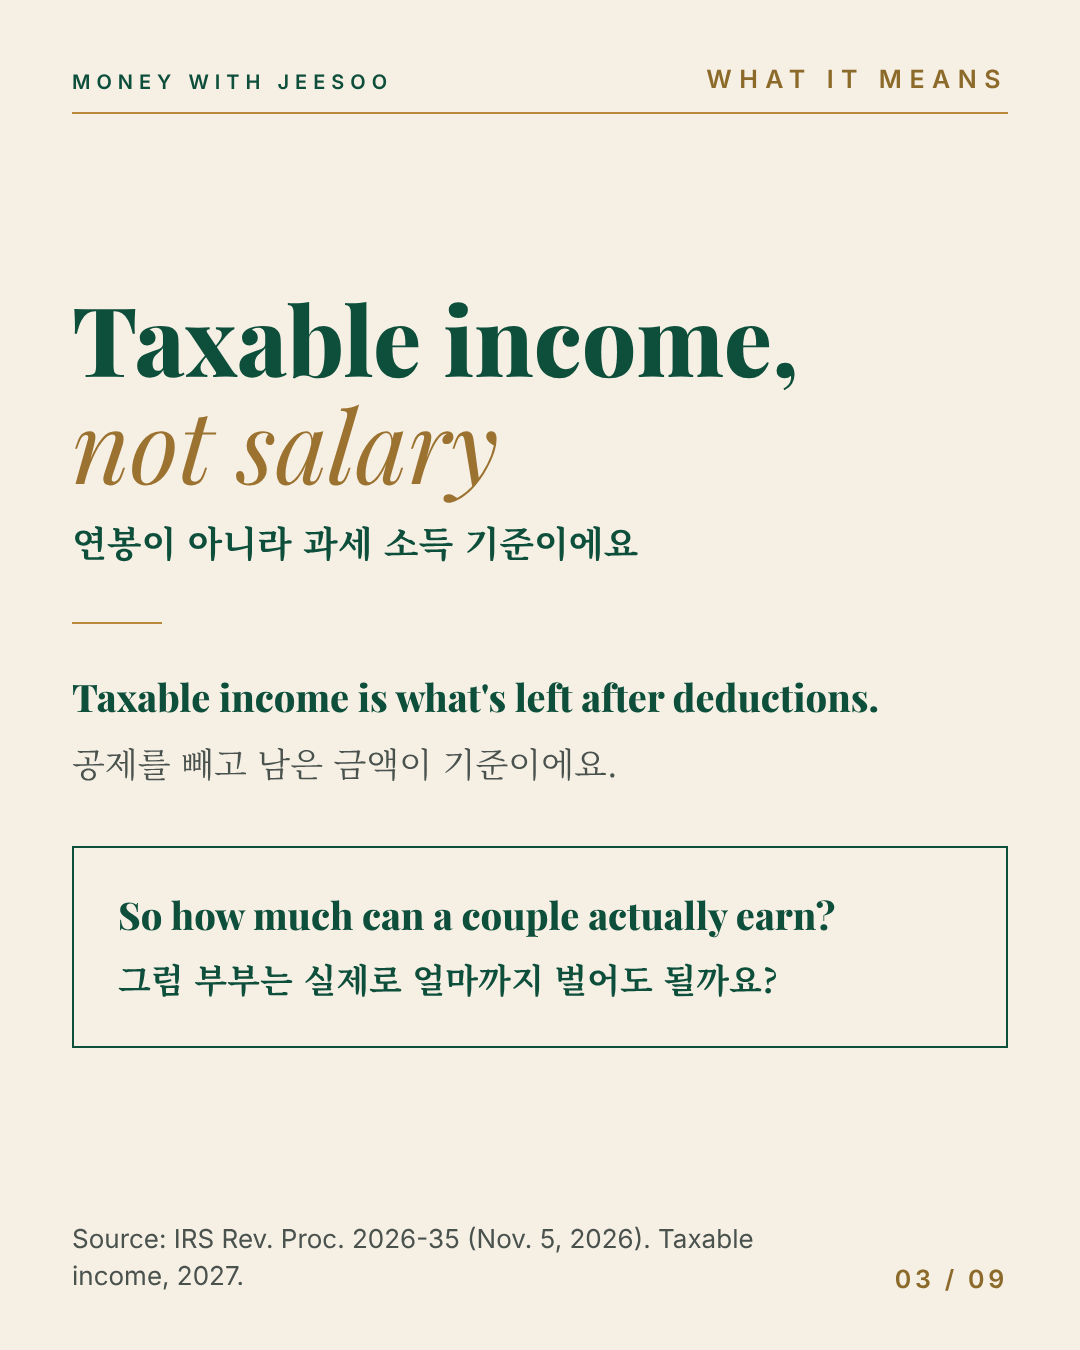 MONEY WITH JEESOO
WHAT IT MEANS
Taxable income,
not salary
연봉이 아니라 과세 소득 기준이에요
Taxable income is what's left after deductions.
공제를 빼고 남은 금액이 기준이에요.
So how much can a couple actually earn?
그럼 부부는 실제로 얼마까지 벌어도 될까요?
Source: IRS Rev. Proc. 2026-35 (Nov. 5, 2026). Taxable
income, 2027.
03 / 09